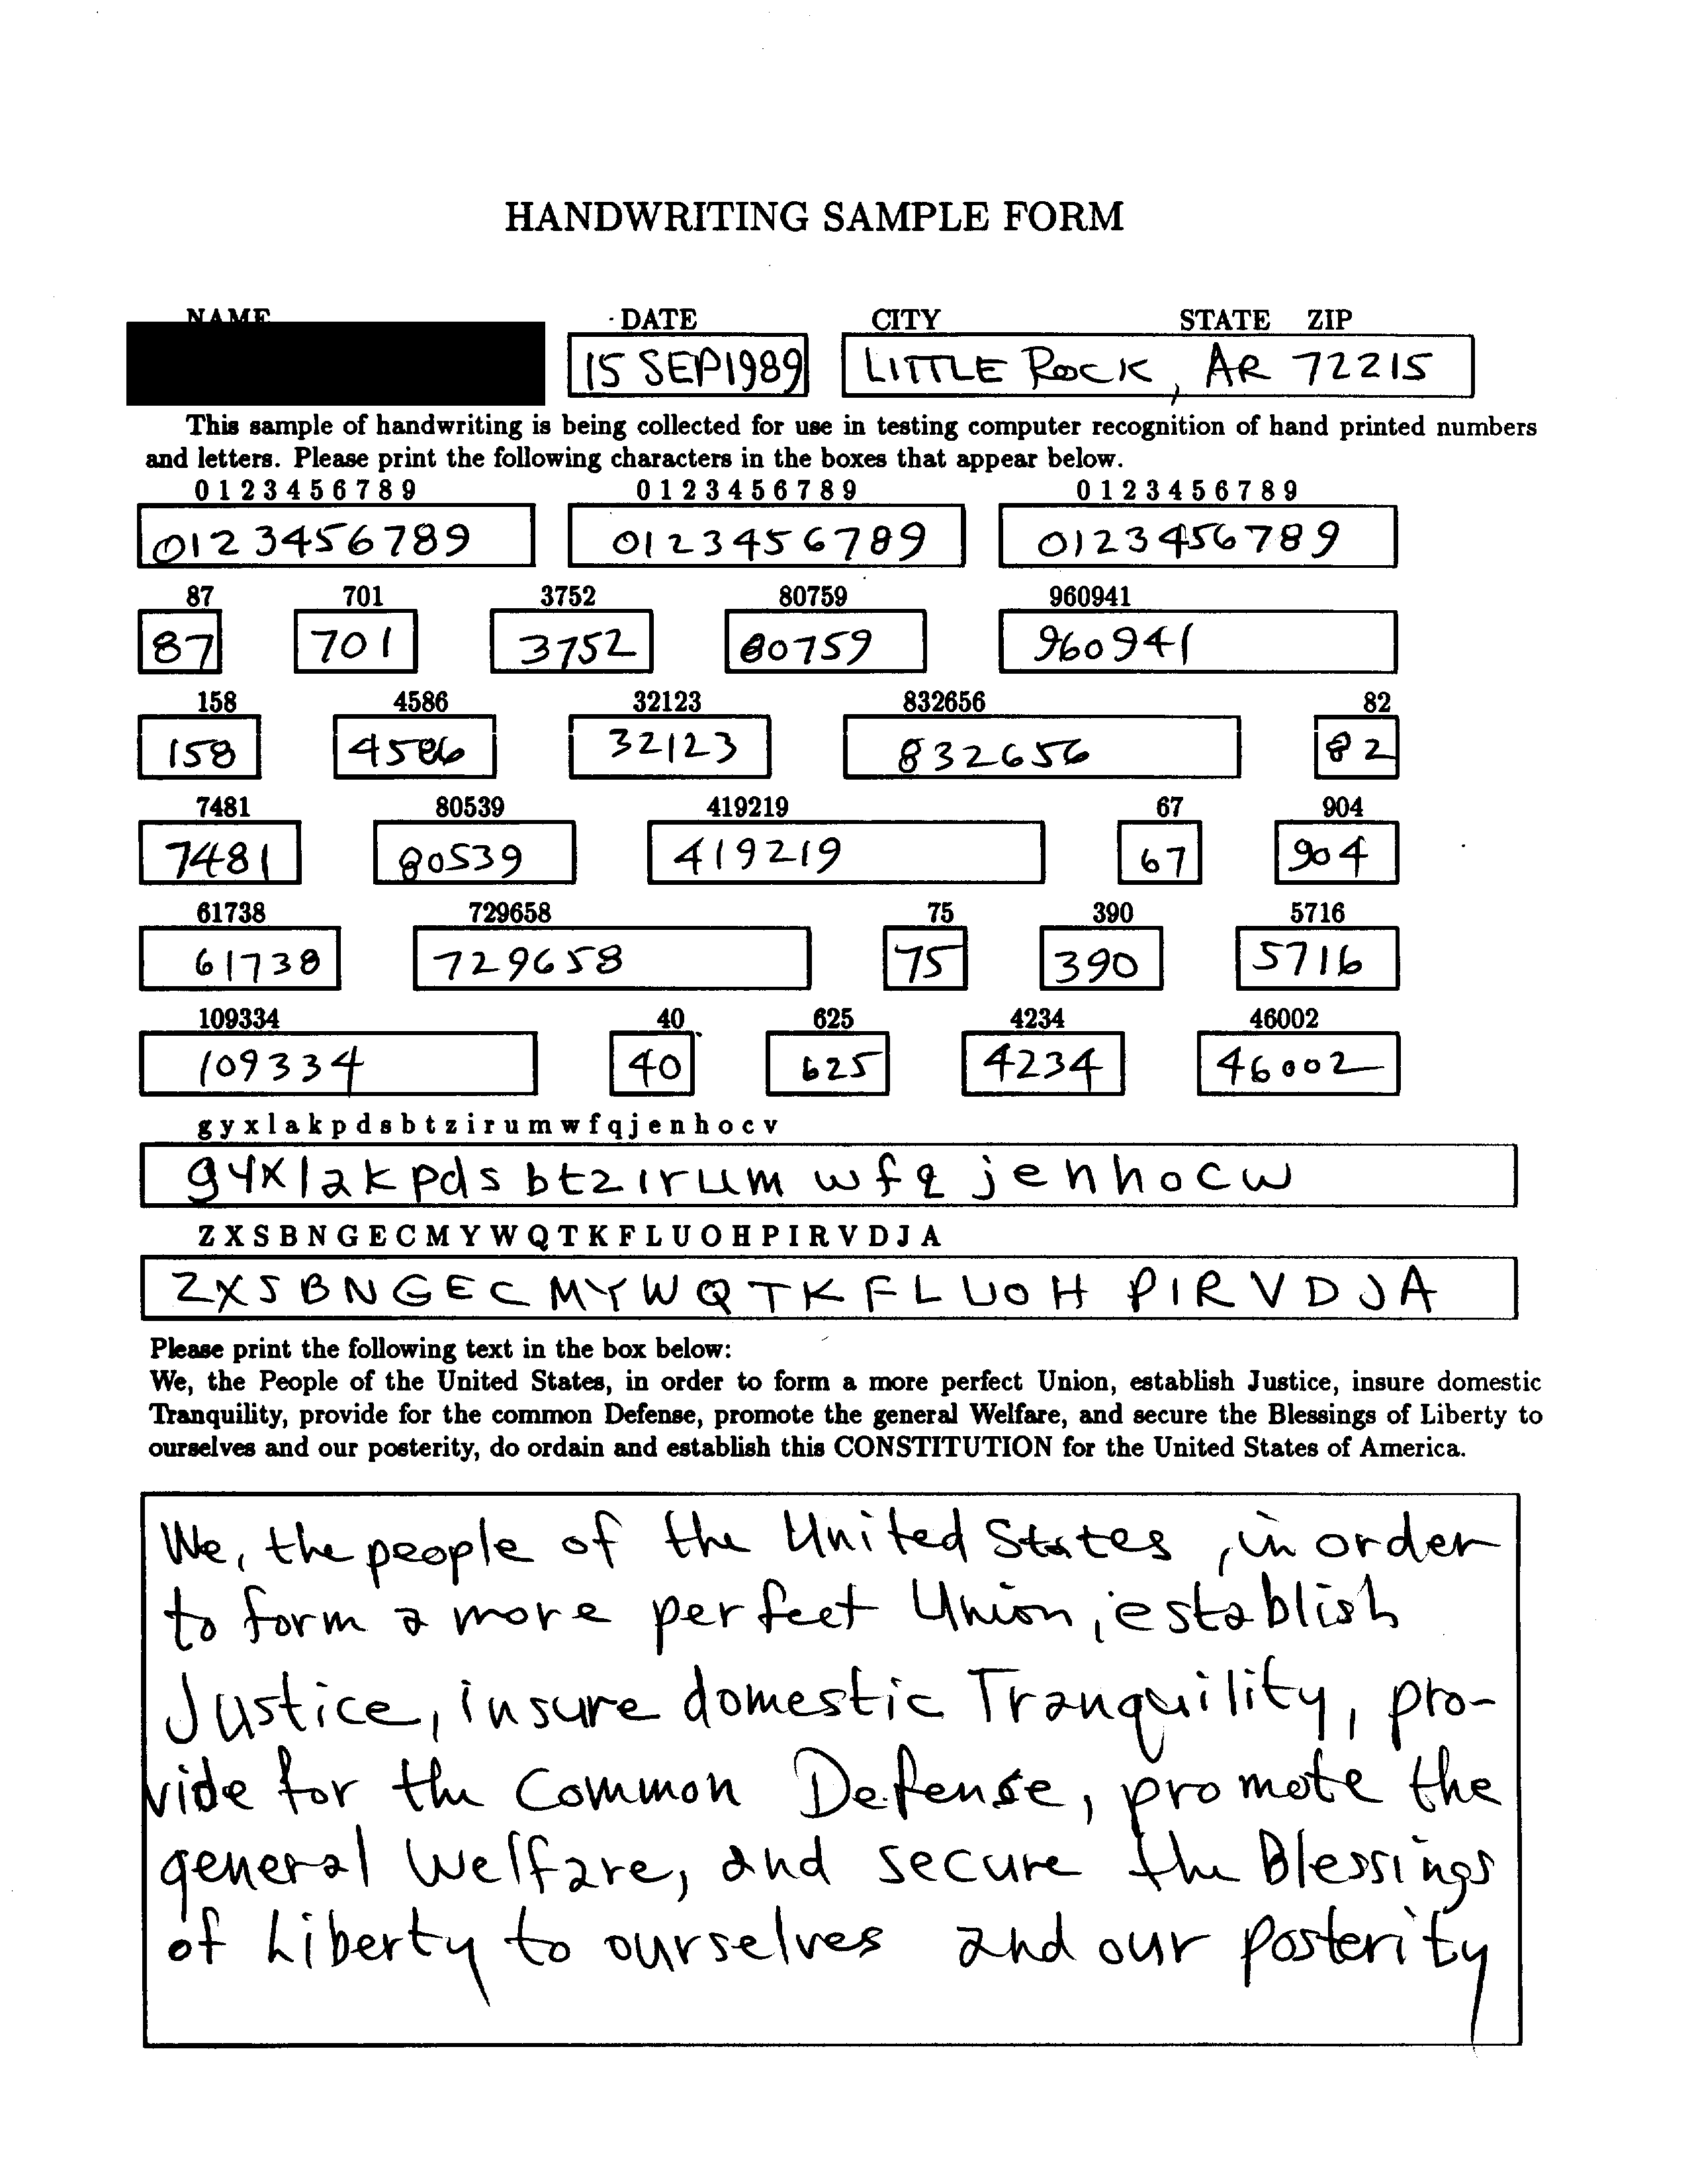 HANDWRITING SAMPLE FORM
NAME DATE CITY STATE ZIP
15 SEP 1989 LITTLE ROCK, AR 72215
This sample of handwriting is being collected for use in testing computer recognition of hand printed numbers
and letters. Please print the following characters in the boxes that appear below.
0 1 2 3 4 5 6 7 8 9 0 1 2 3 4 5 6 7 8 9 0 1 2 3 4 5 6 7 8 9
0123456789 0123456789 0123456789
87 701 3752 80759 960941
87 701 3752 80759 960941
158 4586 32123 832656 82
158 4586 32123 832656 82
7481 80539 419219 67 904
7481 80539 419219 67 904
61738 729658 75 390 5716
61738 729658 75 390 5716
109334 40 625 4234 46002
109334 40 625 4234 46002
g y x l a k p d s b t z i r u m w f q j e n h o c v
gyxlakpdsbtzirumwfqjenhocw
Z X S B N G E C M Y W Q T K F L U O H P I R V D J A
ZXSBNGECMYWQTKFLUOHPIRVDJA
Please print the following text in the box below:
We, the People of the United States, in order to form a more perfect Union, establish Justice, insure domestic
Tranquility, provide for the common Defense, promote the general Welfare, and secure the Blessings of Liberty to
ourselves and our posterity, do ordain and establish this CONSTITUTION for the United States of America.
We, the people of the United States, in order
to form a more perfect Union, establish
Justice, insure domestic Tranquility, pro-
vide for the Common Defense, promote the
general Welfare, and secure the Blessings
of Liberty to ourselves and our posterity